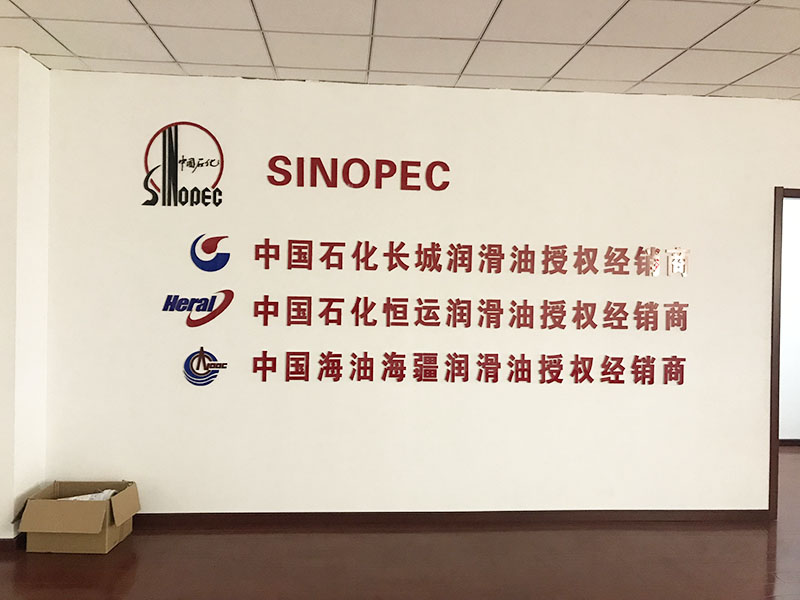 中国石化
SINOPEC
SINOPEC
中国石化长城润滑油授权经销商
Heral
中国石化恒运润滑油授权经销商
CNOOC
中国海油海疆润滑油授权经销商